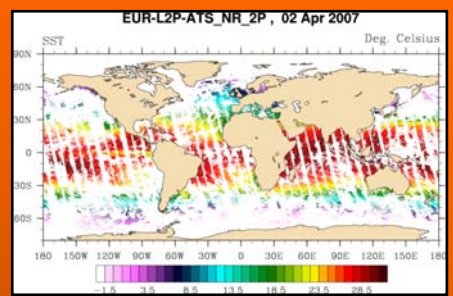 EUR-L2P-ATS_NR_2P , 02 Apr 2007
SST Deg. Celsius
90N
60N
30N
0
30S
60S
180 150W 120W 90W 60W 30W 0 30E 60E 90E 120E 150E 180
-1.5 3.5 8.5 13.5 18.5 23.5 28.5